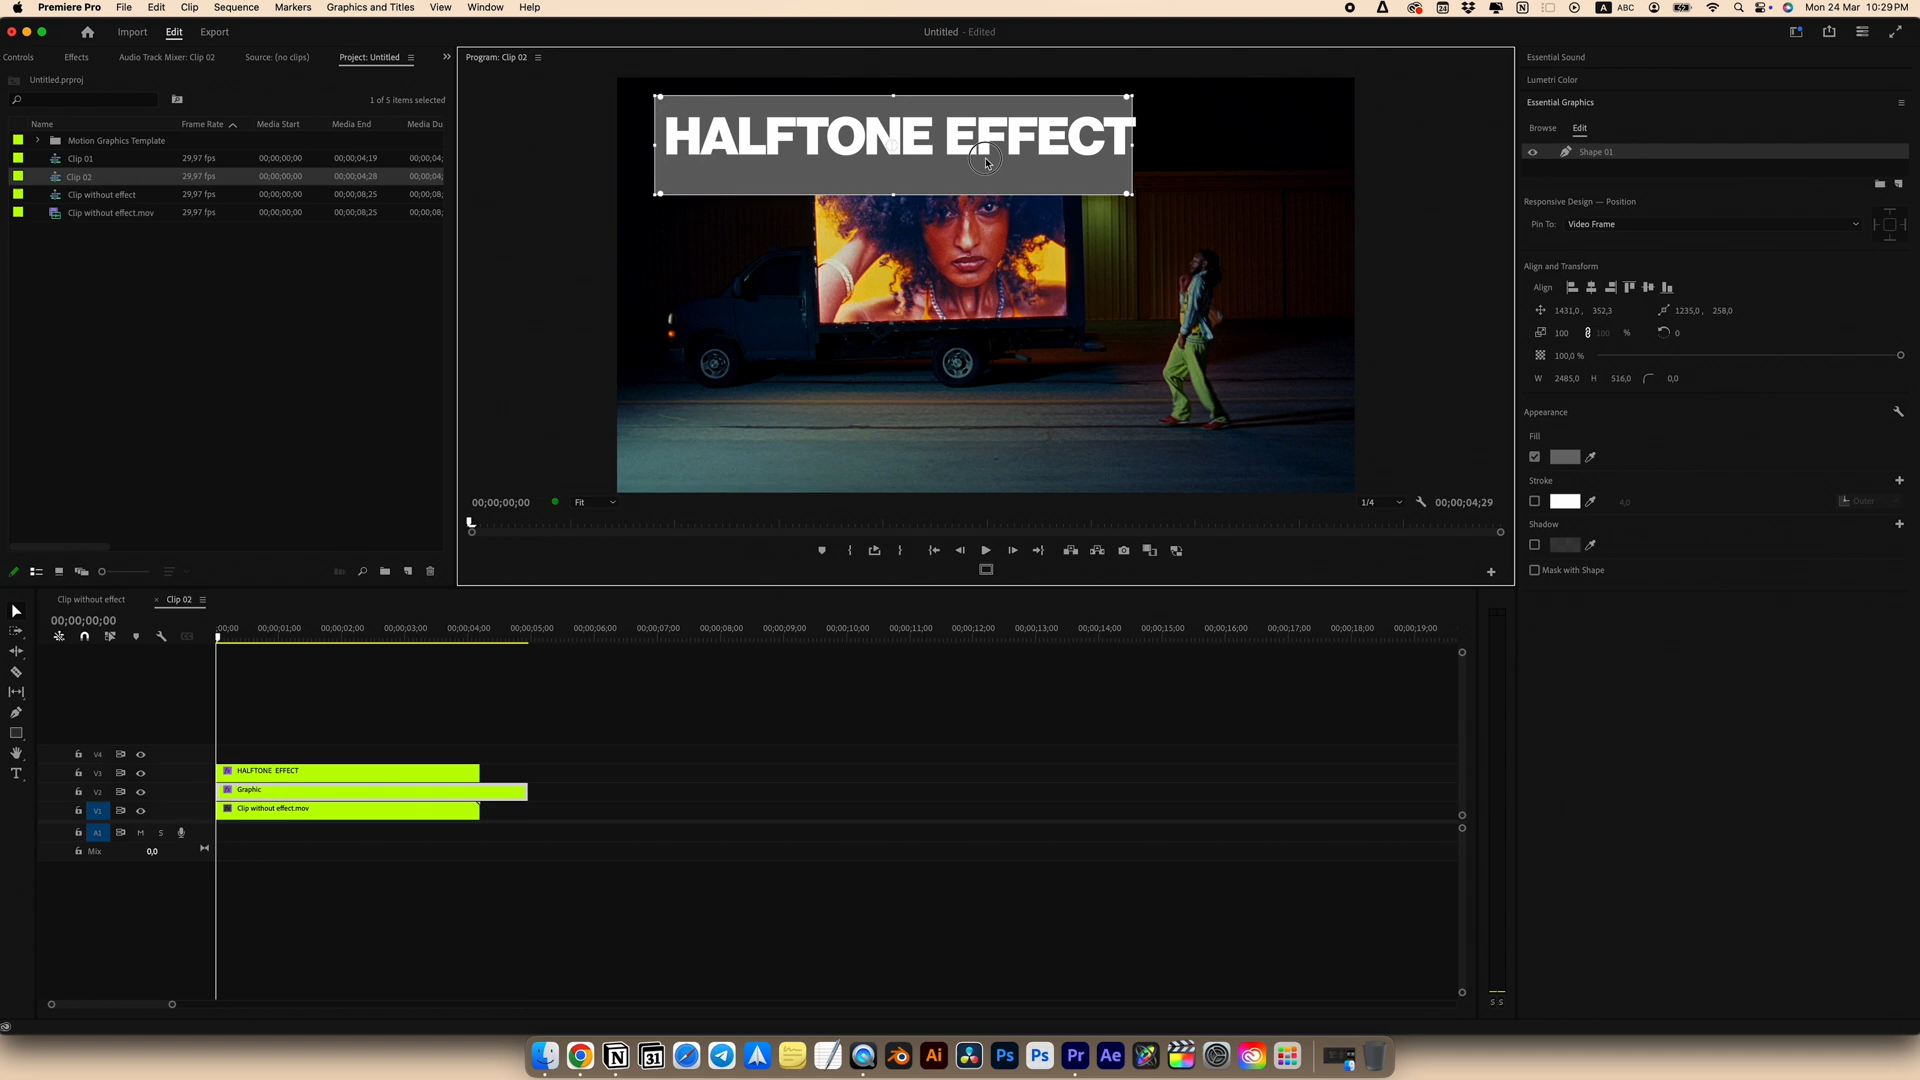 Premiere Pro File Edit Clip Sequence Markers Graphics and Titles View Window Help
24 ABC Mon 24 Mar 10:29 PM
Import Edit Export
Untitled - Edited
Controls Effects Audio Track Mixer: Clip 02 Source: (no clips) Project: Untitled
Program: Clip 02
Essential Sound
Untitled.prproj
Lumetri Color
1 of 5 items selected
Essential Graphics
Name Frame Rate Media Start Media End Media Du
Browse Edit
Motion Graphics Template
HALFTONE EFFECT
Shape 01
Clip 01 29,97 fps 00;00;00;00 00;00;04;19 00;00;04;
Clip 02 29,97 fps 00;00;00;00 00;00;04;28 00;00;04;
Clip without effect 29,97 fps 00;00;00;00 00;00;08;25 00;00;08;
Clip without effect.mov 29,97 fps 00;00;00;00 00;00;08;25 00;00;08;
Responsive Design — Position
Pin To: Video Frame
Align and Transform
Align
1431,0 , 352,3 1235,0 , 258,0
100 100 % 0
100,0 %
W 2485,0 H 516,0 0,0
Appearance
Fill
Stroke
4,0 Outer
Shadow
Mask with Shape
00;00;00;00 Fit 1/4 00;00;04;29
Clip without effect × Clip 02
00;00;00;00
;00;00 00;00;01;00 00;00;02;00 00;00;03;00 00;00;04;00 00;00;05;00 00;00;06;00 00;00;07;00 00;00;08;00 00;00;09;00 00;00;10;00 00;00;11;00 00;00;12;00 00;00;13;00 00;00;14;00 00;00;15;00 00;00;16;00 00;00;17;00 00;00;18;00 00;00;19;00
V4
V3 fx HALFTONE EFFECT
V2 fx Graphic
V1 fx Clip without effect.mov
A1 M S
Mix 0,0
S S
31 Ai Ps Ps Pr Ae